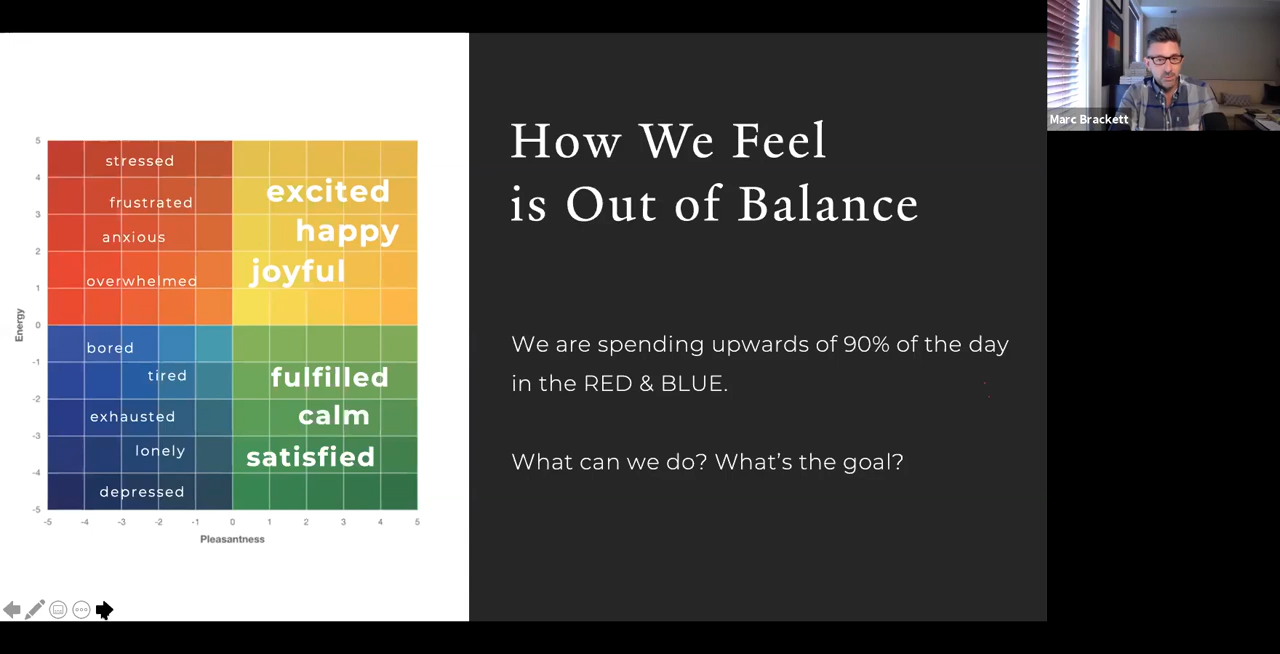 Marc Brackett
How We Feel
is Out of Balance
We are spending upwards of 90% of the day
in the RED & BLUE.
What can we do? What's the goal?
Energy
5
4
3
2
1
0
-1
-2
-3
-4
-5
stressed
frustrated
anxious
overwhelmed
excited
happy
joyful
bored
tired
exhausted
lonely
depressed
fulfilled
calm
satisfied
-5 -4 -3 -2 -1 0 1 2 3 4 5
Pleasantness